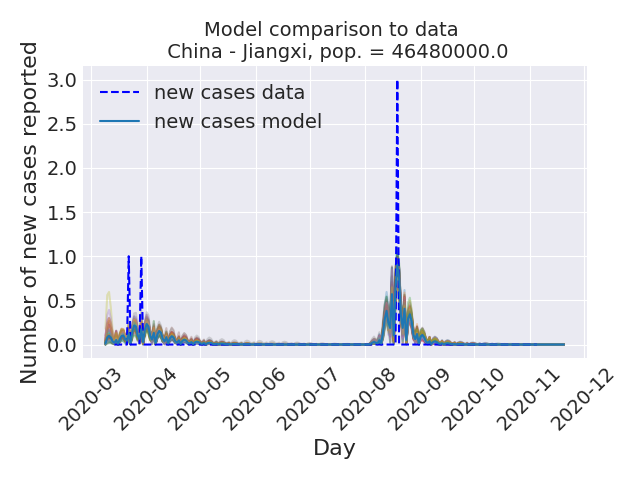 Model comparison to data
China - Jiangxi, pop. = 46480000.0
Number of new cases reported
3.0
2.5
2.0
1.5
1.0
0.5
0.0
new cases data
new cases model
2020-03
2020-04
2020-05
2020-06
2020-07
2020-08
2020-09
2020-10
2020-11
2020-12
Day